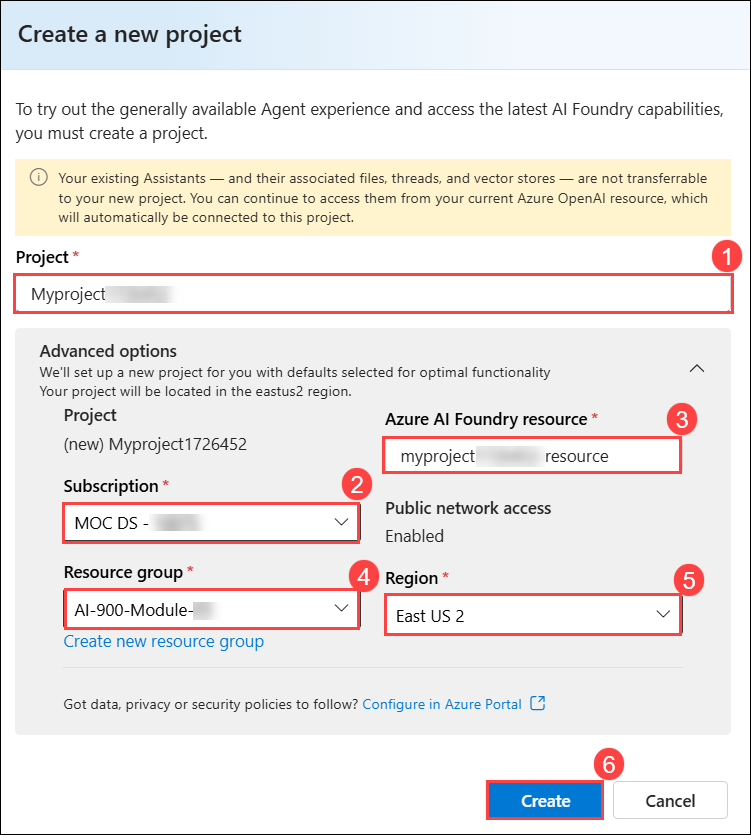 Create a new project
To try out the generally available Agent experience and access the latest AI Foundry capabilities,
you must create a project.
Your existing Assistants — and their associated files, threads, and vector stores — are not transferrable
to your new project. You can continue to access them from your current Azure OpenAI resource, which
will automatically be connected to this project.
Project *
1
Myproject
Advanced options
We'll set up a new project for you with defaults selected for optimal functionality
Your project will be located in the eastus2 region.
Project
(new) Myproject1726452
Azure AI Foundry resource *
3
myproject resource
Subscription *
2
MOC DS -
Public network access
Enabled
Resource group *
4
AI-900-Module-
Create new resource group
Region *
5
East US 2
Got data, privacy or security policies to follow? Configure in Azure Portal
6
Create
Cancel